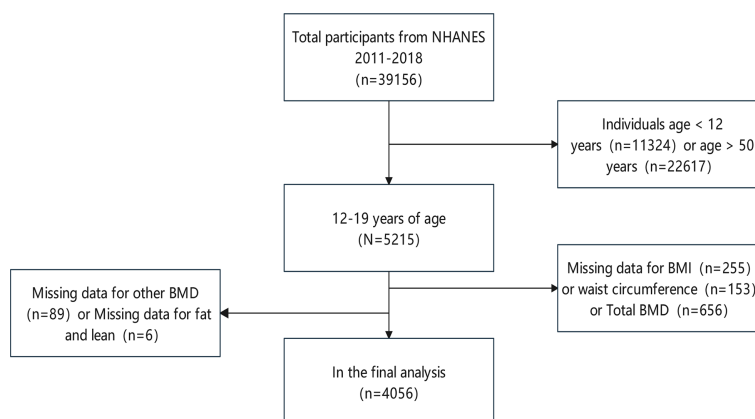 Total participants from NHANES
2011-2018
(n=39156)
Individuals age < 12
years (n=11324) or age > 50
years (n=22617)
12-19 years of age
(N=5215)
Missing data for BMI (n=255)
or waist circumference (n=153)
or Total BMD (n=656)
Missing data for other BMD
(n=89) or Missing data for fat
and lean (n=6)
In the final analysis
(n=4056)